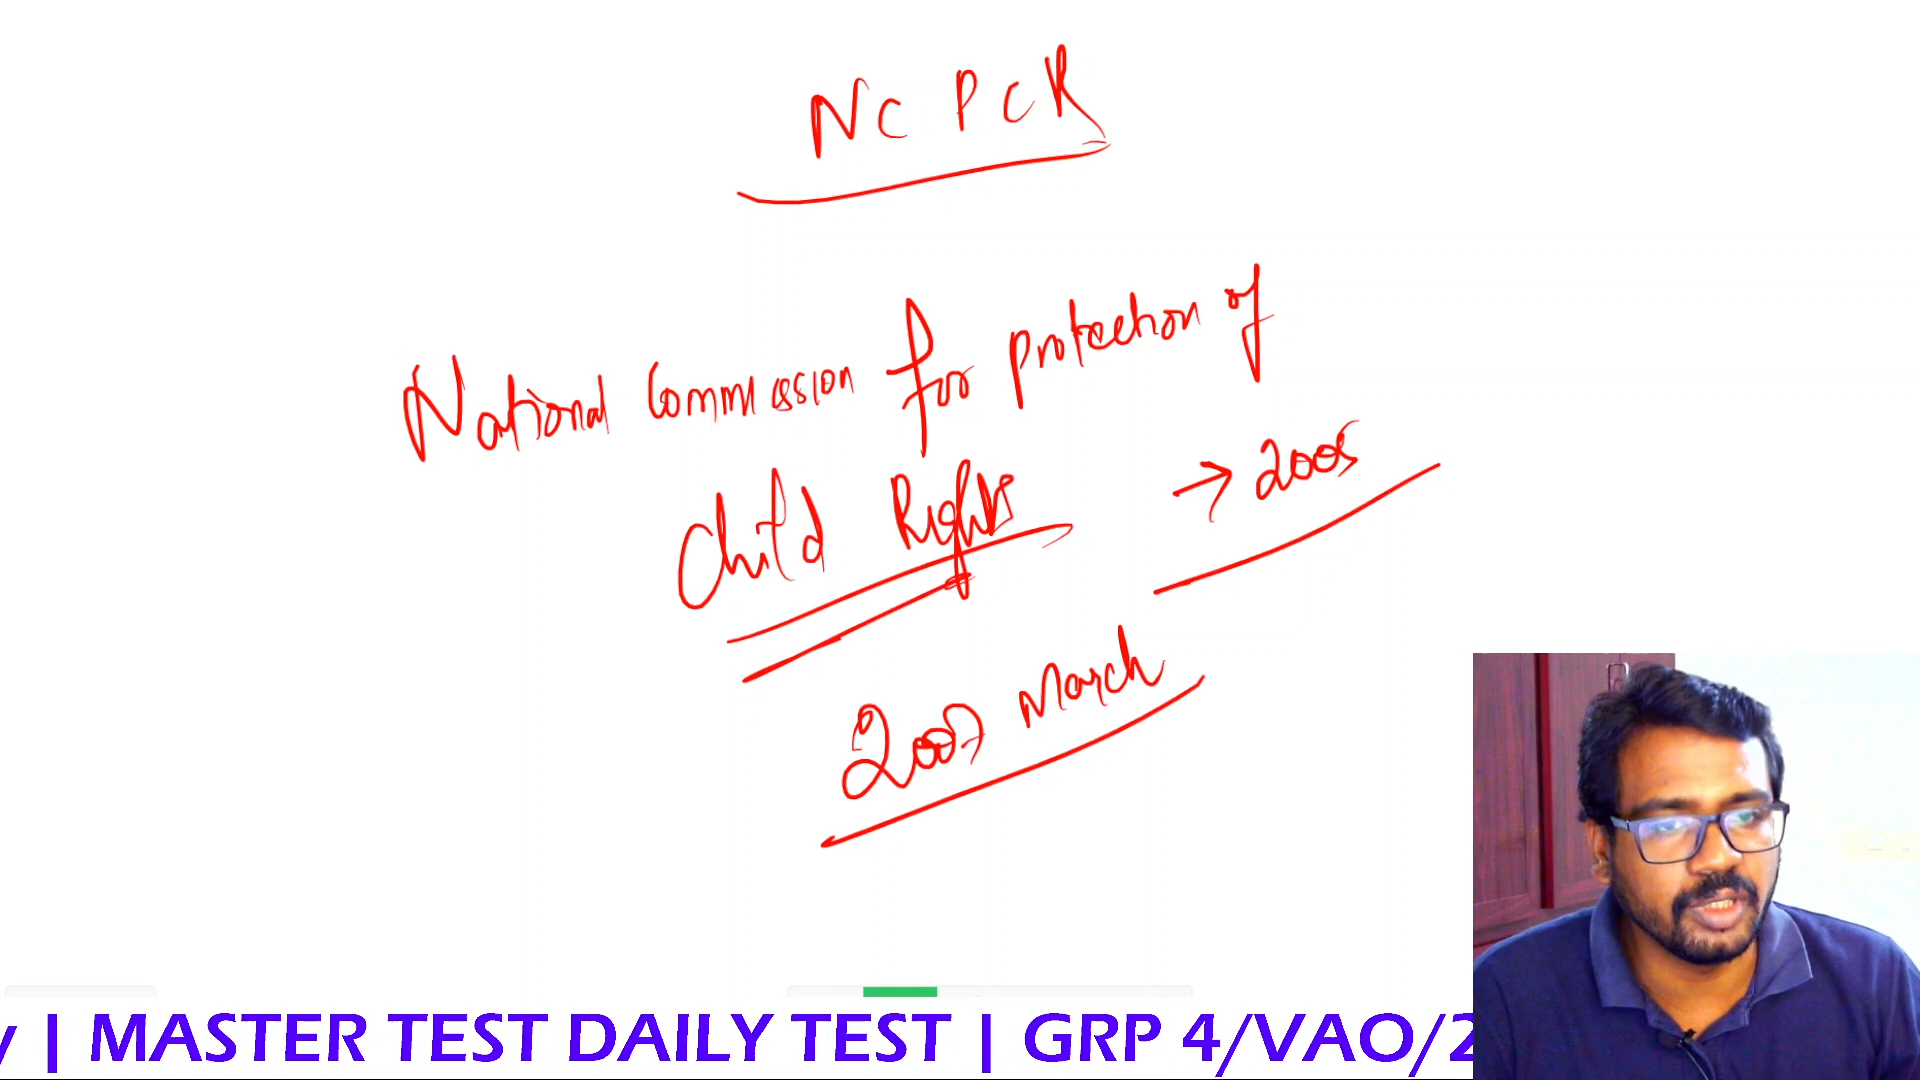 NCPCR
National Commission for protection of
Child Rights → 2005
2007 March
y | MASTER TEST DAILY TEST | GRP 4/VAO/2